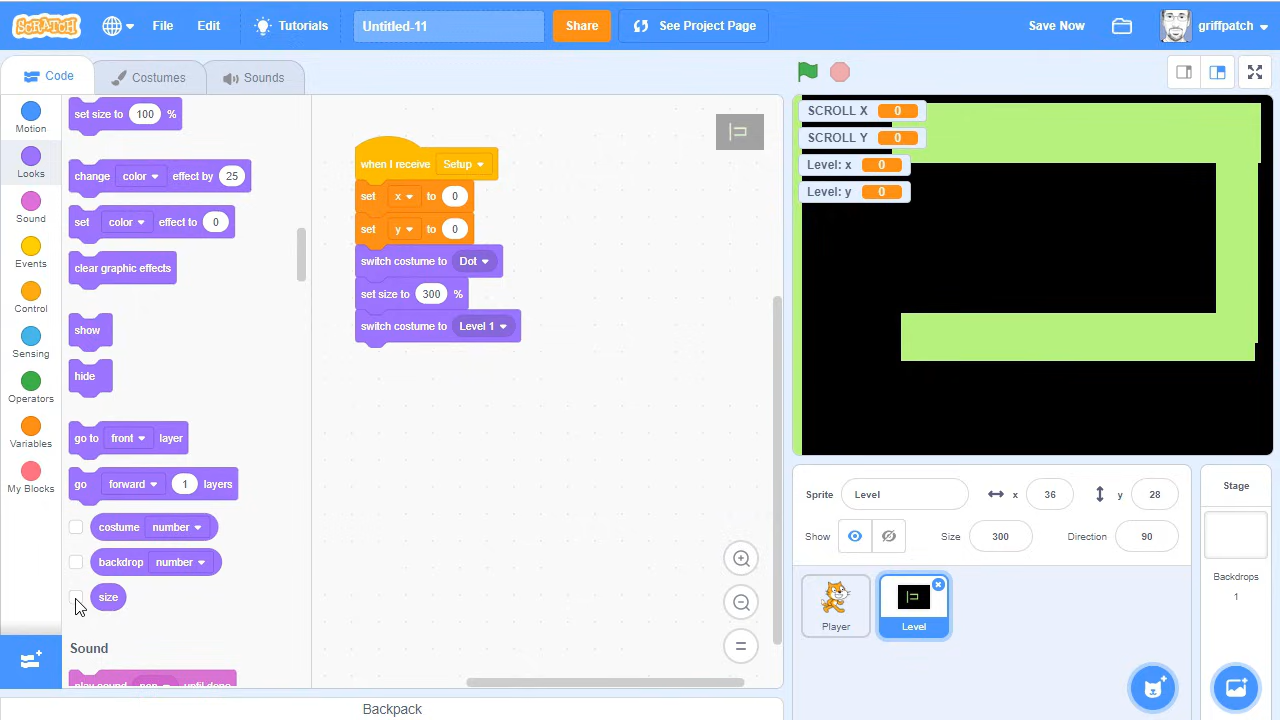 SCRATCH File Edit Tutorials Untitled-11 Share See Project Page Save Now griffpatch
Code Costumes Sounds
Motion
Looks
Sound
Events
Control
Sensing
Operators
Variables
My Blocks
set size to 100 %
change color effect by 25
set color effect to 0
clear graphic effects
show
hide
go to front layer
go forward 1 layers
costume number
backdrop number
size
Sound
play sound pop until done
when I receive Setup
set x to 0
set y to 0
switch costume to Dot
set size to 300 %
switch costume to Level 1
Backpack
SCROLL X 0
SCROLL Y 0
Level: x 0
Level: y 0
Sprite Level x 36 y 28
Show Size 300 Direction 90
Player
Level
Stage
Backdrops
1